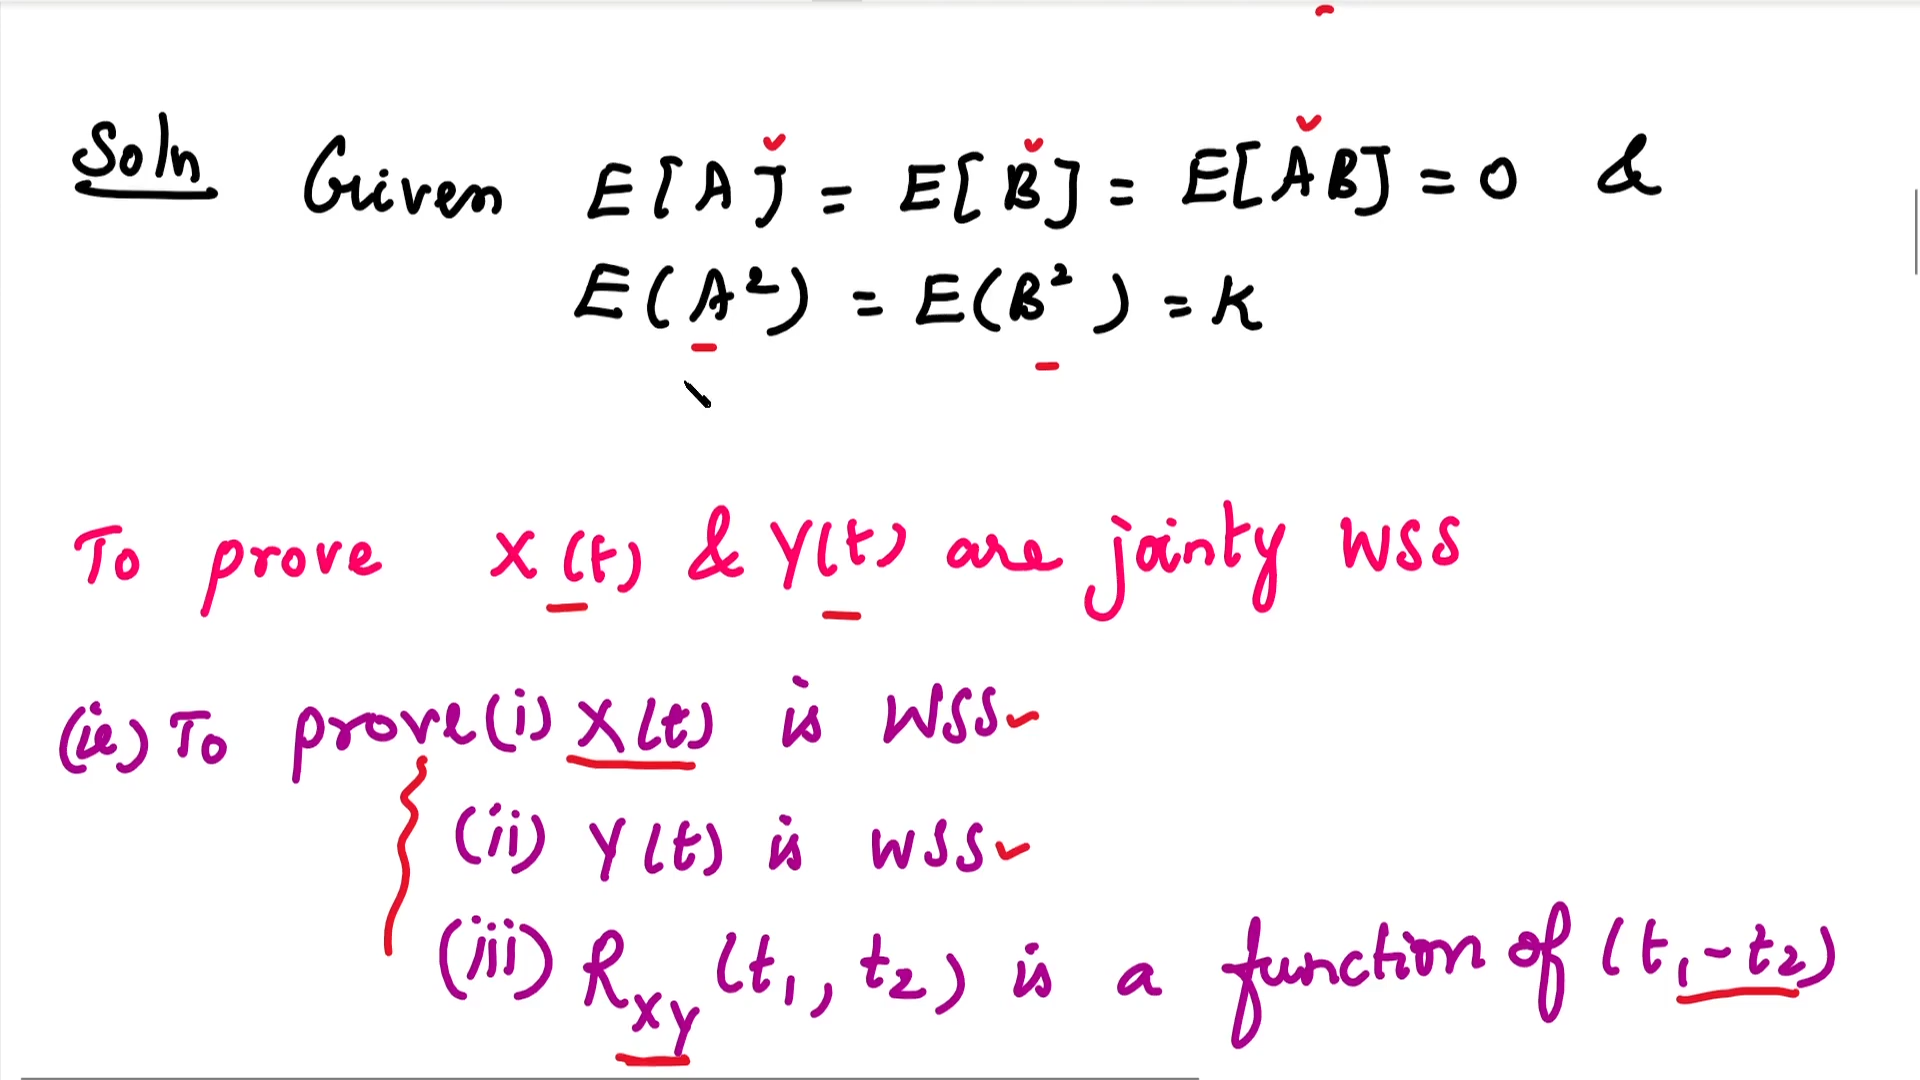 Soln Given E[A] = E[B] = E[AB] = 0 &
E(A²) = E(B²) = K
To prove X(t) & Y(t) are jointy WSS
(ie) To prove (i) X(t) is WSS
(ii) Y(t) is WSS
(iii) R_XY (t₁, t₂) is a function of (t₁-t₂)